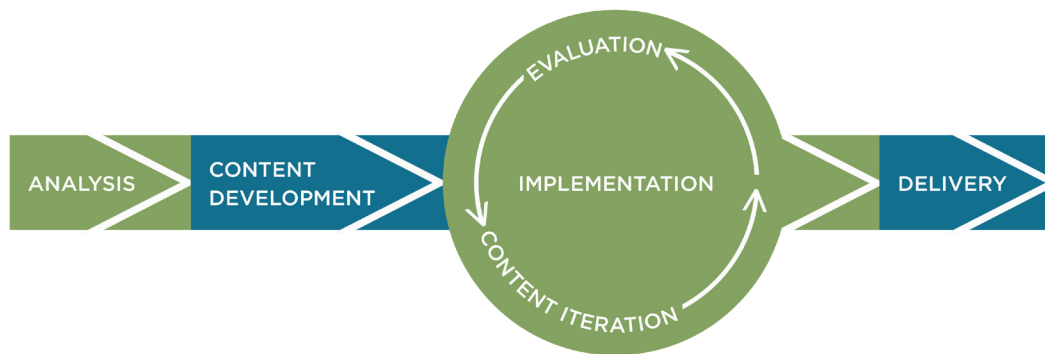 ANALYSIS
CONTENT
DEVELOPMENT
EVALUATION
IMPLEMENTATION
CONTENT ITERATION
DELIVERY